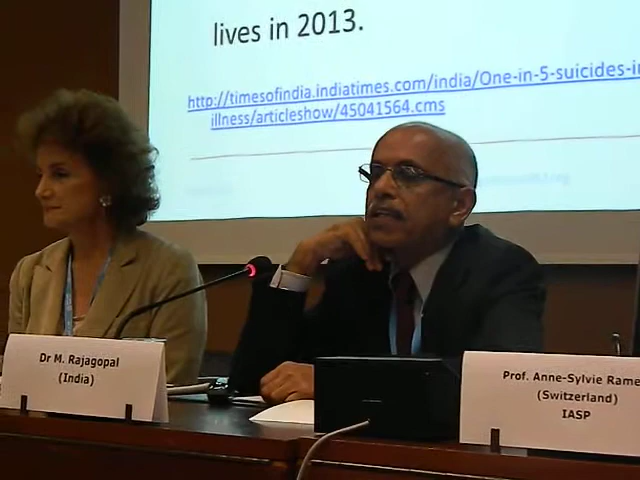 lives in 2013.
http://timesofindia.indiatimes.com/india/One-in-5-suicides-i
illness/articleshow/45041564.cms
Dr M. Rajagopal
(India)
Prof. Anne-Sylvie Rame
(Switzerland)
IASP